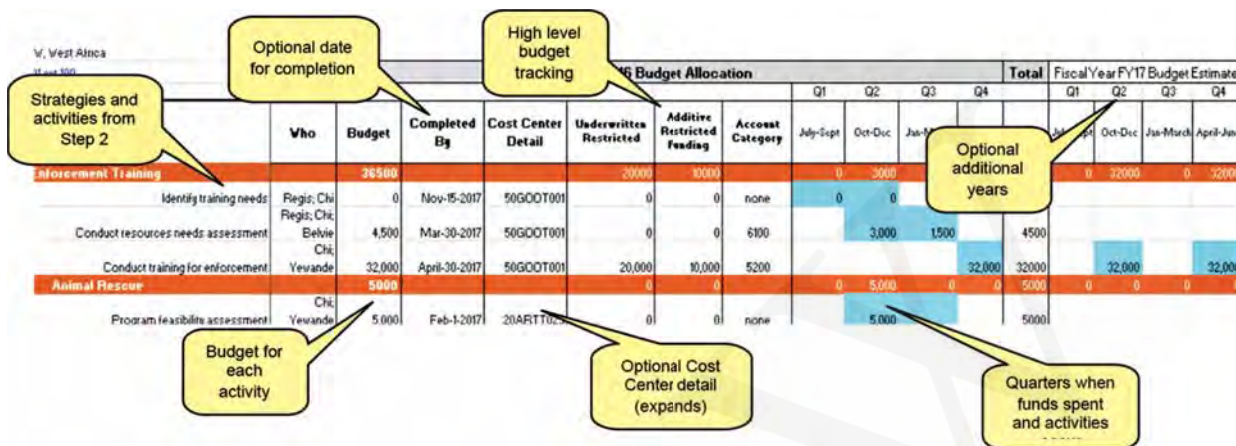 W, West Africa
Optional date
for completion
High level
budget
tracking
Strategies and
activities from
Step 2
Budget Allocation Total Fiscal Year FY17 Budget Estimate
Q1 Q2 Q3 Q4 Q1 Q2 Q3 Q4
Who Budget Completed By Cost Center Detail Underwritten Restricted Additive Restricted Funding Account Category July-Sept Oct-Dec Oct-Dec Jan-March April-June
Optional
additional
years
Enforcement Training 36500 20000 10000 0 3000 0 32000 0 32000
Identify training needs Regis; Chi 0 Nov-15-2017 50GOOT001 0 0 none 0 0
Regis; Chi;
Conduct resources needs assessment Belvie 4,500 Mar-30-2017 50GOOT001 0 0 6100 3,000 1,500 4500
Chi;
Conduct training for enforcement Yewande 32,000 April-30-2017 50GOOT001 20,000 10,000 5200 32,000 32000 32,000 32,000
Animal Rescue 5000 0 0 0 5,000 0 0 5000 0 0 0 0
Chi;
Program feasibility assessment Yewande 5,000 Feb-1-2017 0 0 none 5,000 5000
Budget for
each
activity
Optional Cost
Center detail
(expands)
Quarters when
funds spent
and activities